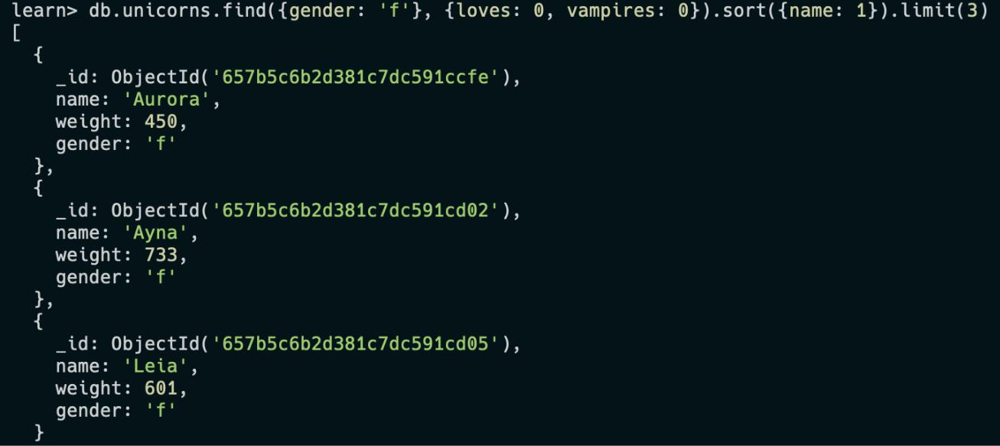 learn> db.unicorns.find({gender: 'f'}, {loves: 0, vampires: 0}).sort({name: 1}).limit(3)
[
  {
    _id: ObjectId('657b5c6b2d381c7dc591ccfe'),
    name: 'Aurora',
    weight: 450,
    gender: 'f'
  },
  {
    _id: ObjectId('657b5c6b2d381c7dc591cd02'),
    name: 'Ayna',
    weight: 733,
    gender: 'f'
  },
  {
    _id: ObjectId('657b5c6b2d381c7dc591cd05'),
    name: 'Leia',
    weight: 601,
    gender: 'f'
  }